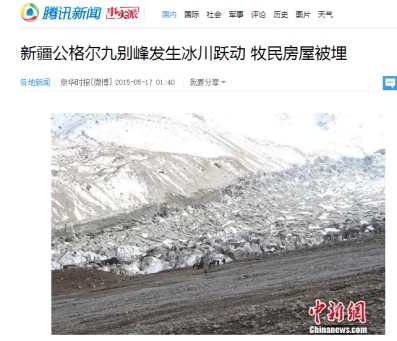 腾讯新闻 事实派 国内 国际 社会 军事 评论 历史 图片 天气
新疆公格尔九别峰发生冰川跃动 牧民房屋被埋
各地新闻 京华时报[微博] 2015-05-17 01:40 我要分享
中新网
Chinanews.com